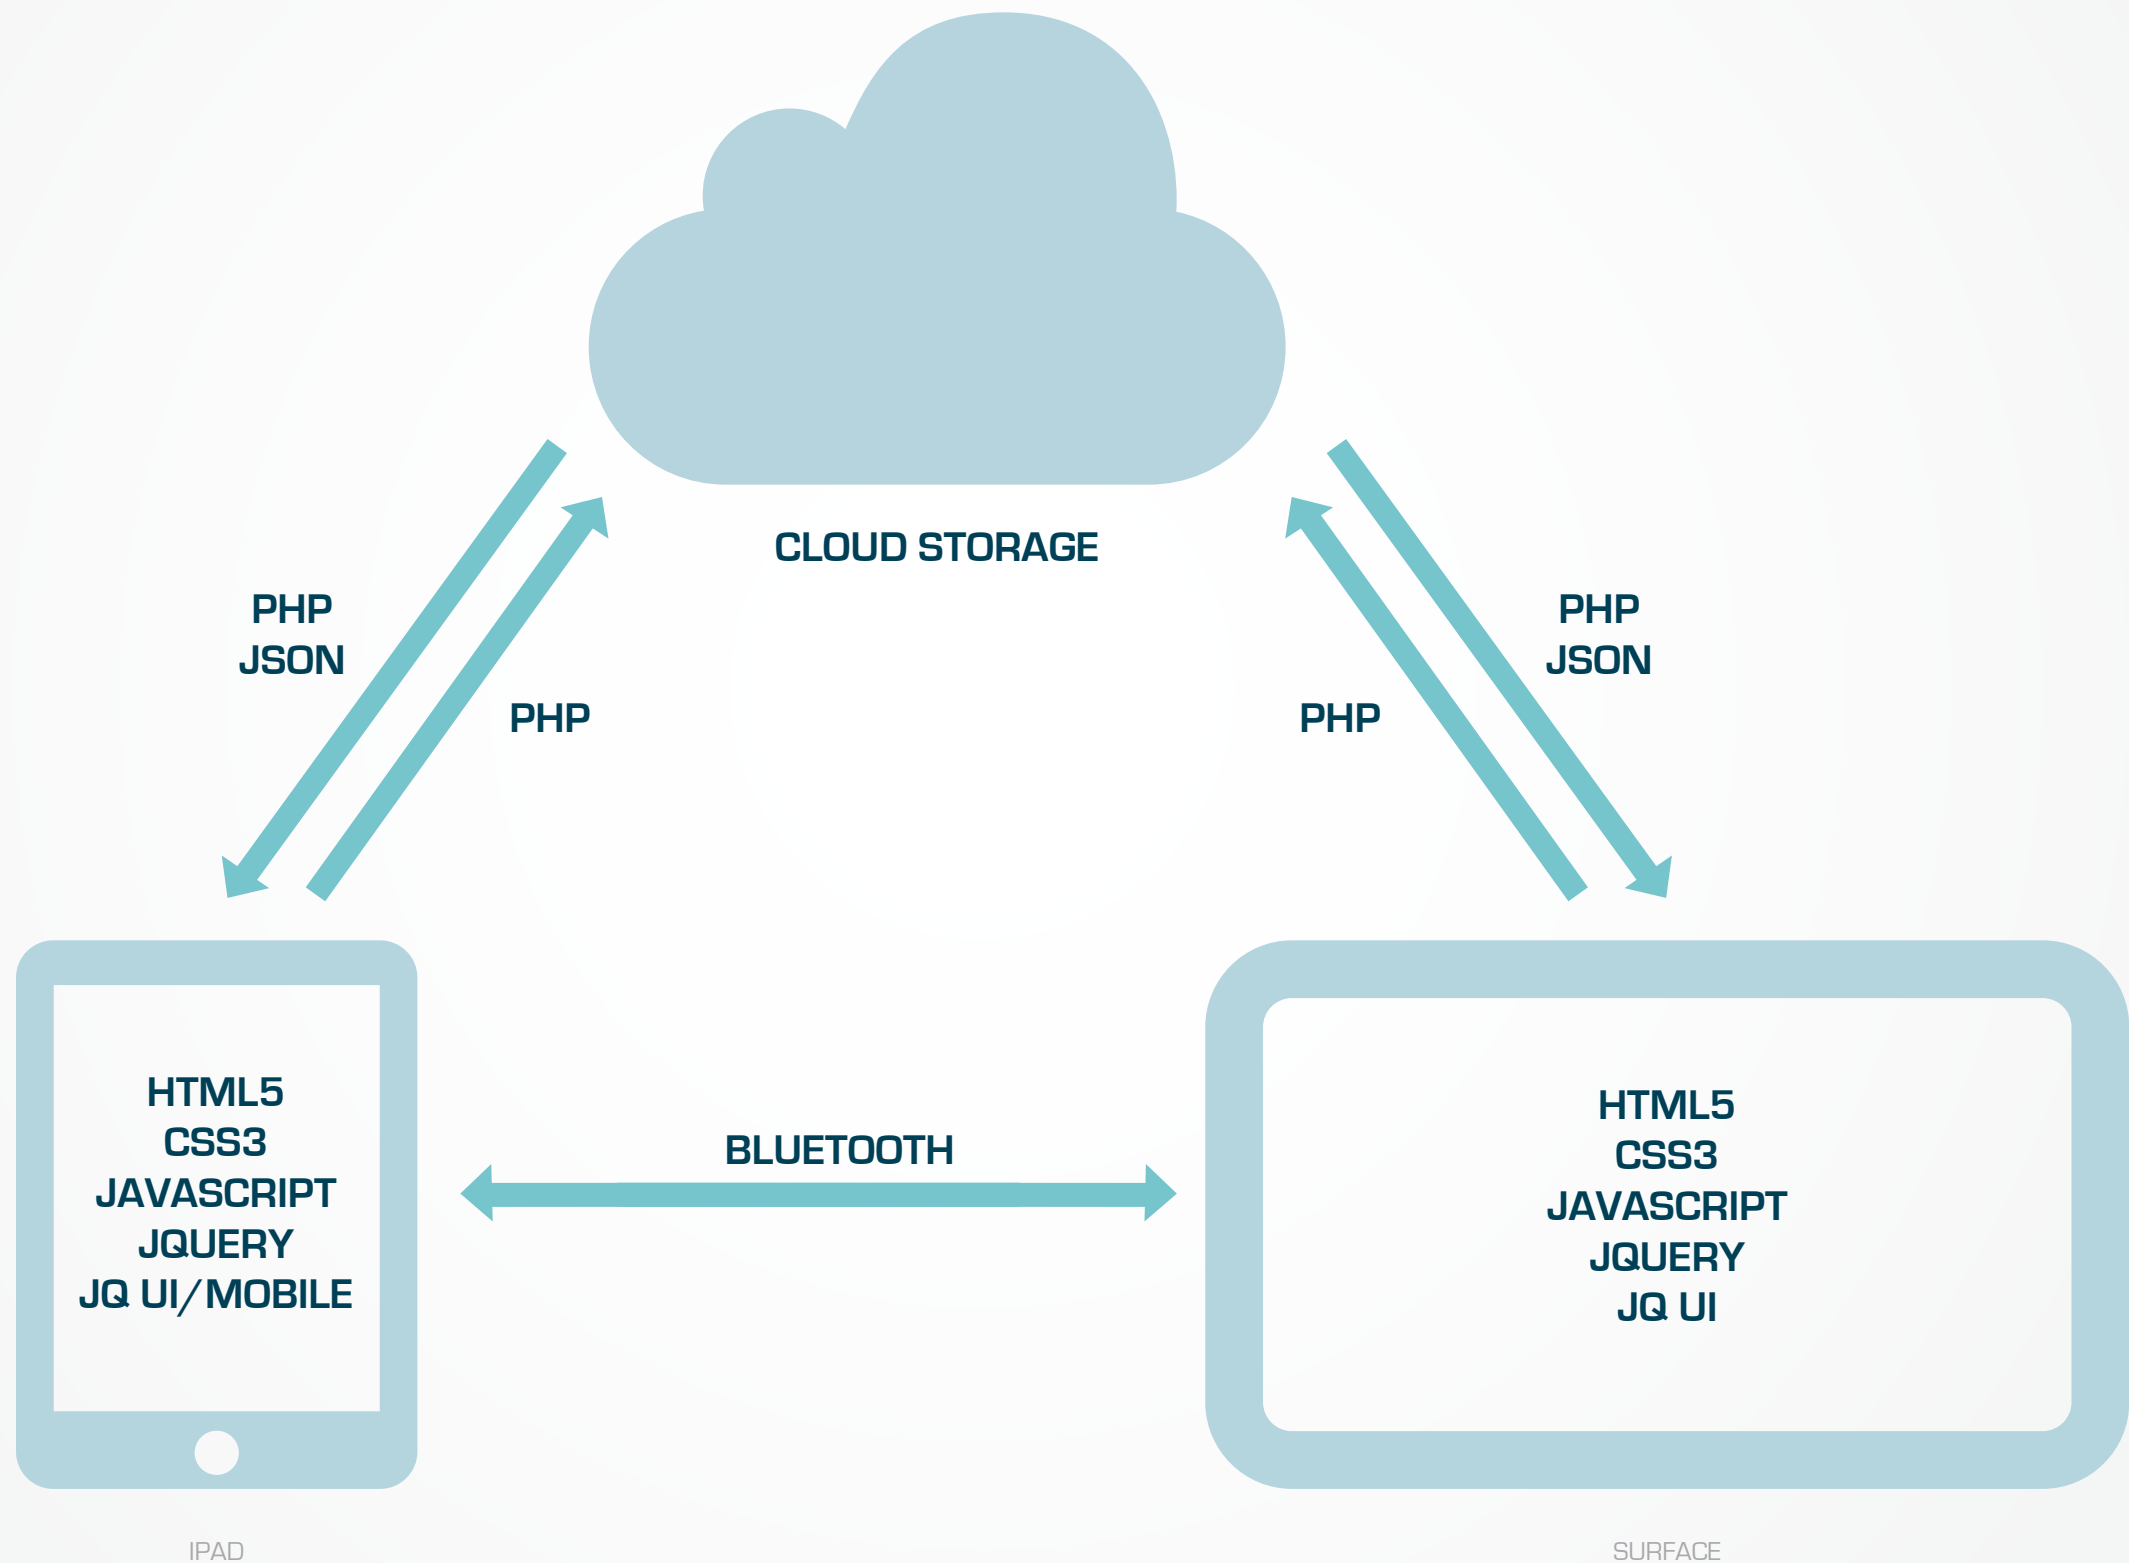 CLOUD STORAGE
PHP
JSON
PHP
PHP
PHP
JSON
HTML5
CSS3
JAVASCRIPT
JQUERY
JQ UI/MOBILE
BLUETOOTH
HTML5
CSS3
JAVASCRIPT
JQUERY
JQ UI
IPAD
SURFACE